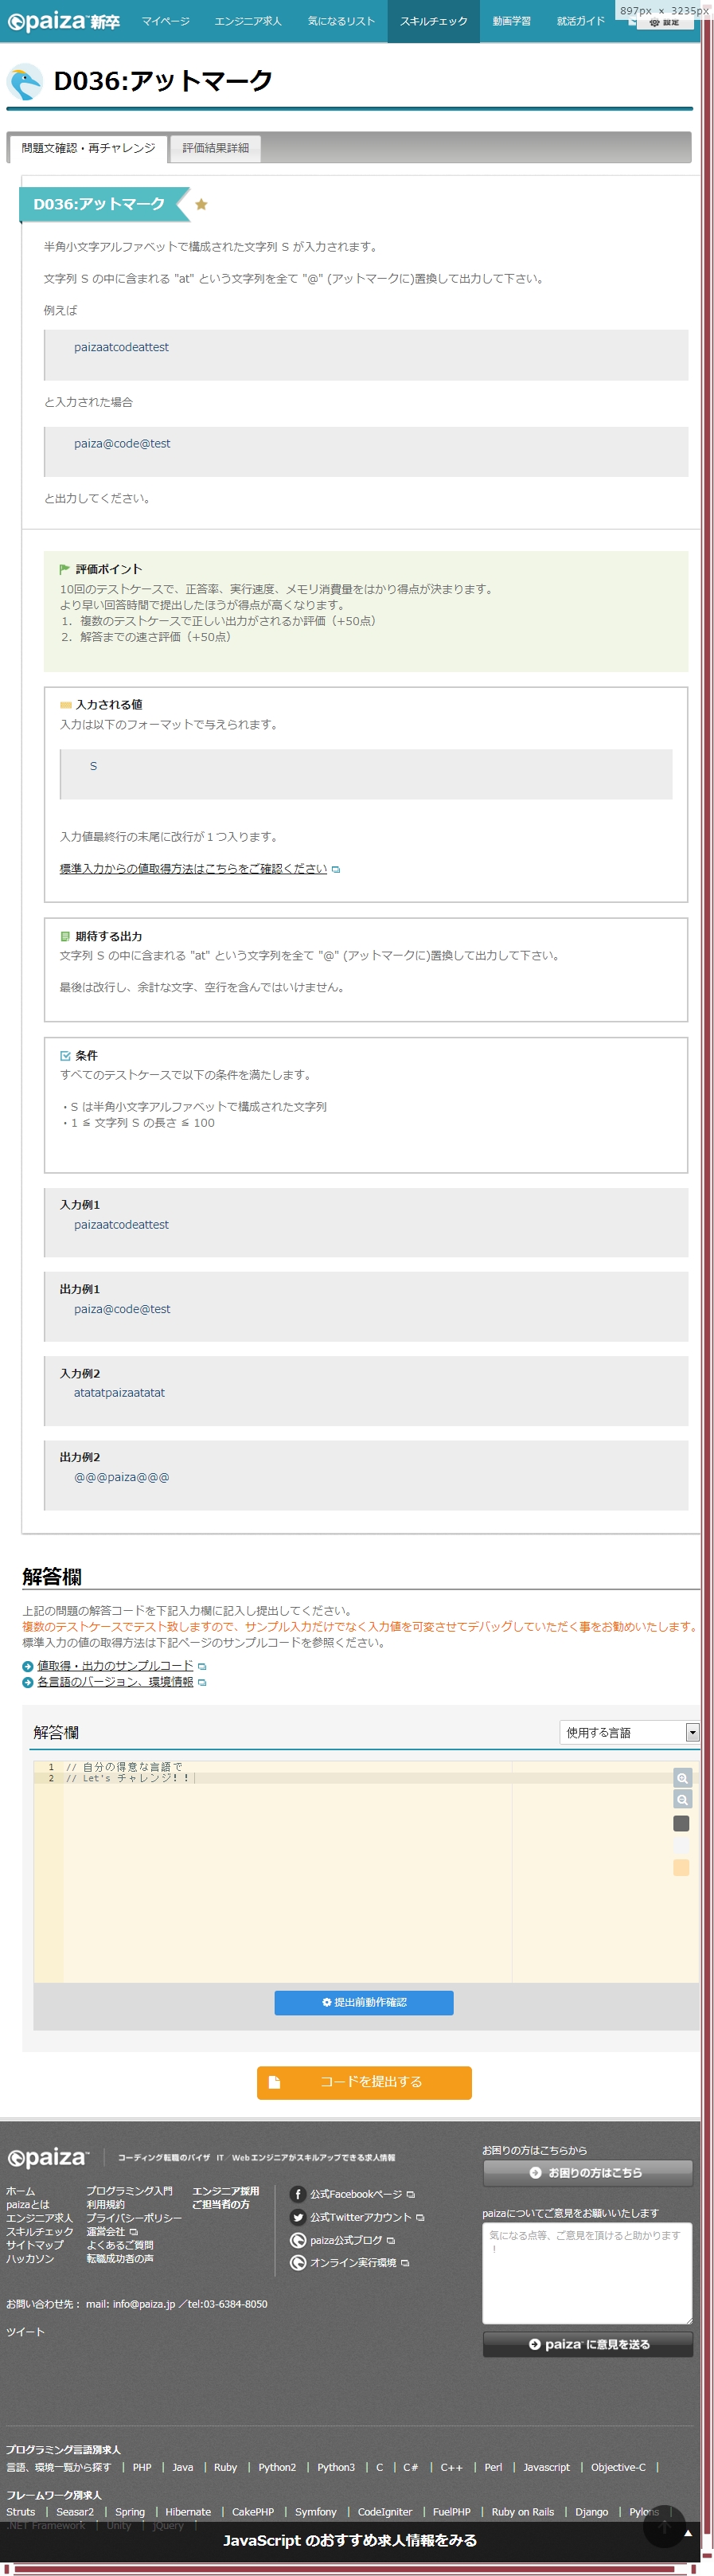 paiza 新卒 マイページ エンジニア求人 気になるリスト スキルチェック 動画学習 就活ガイド 設定
897px × 3235px
D036:アットマーク
問題文確認・再チャレンジ 評価結果詳細
D036:アットマーク
半角小文字アルファベットで構成された文字列 S が入力されます。
文字列 S の中に含まれる "at" という文字列を全て "@" (アットマークに)置換して出力して下さい。
例えば
paizaatcodeattest
と入力された場合
paiza@code@test
と出力してください。
評価ポイント
10回のテストケースで、正答率、実行速度、メモリ消費量をはかり得点が決まります。
より早い回答時間で提出したほうが得点が高くなります。
1. 複数のテストケースで正しい出力がされるか評価（+50点）
2. 解答までの速さ評価（+50点）
入力される値
入力は以下のフォーマットで与えられます。
S
入力値最終行の末尾に改行が１つ入ります。
標準入力からの値取得方法はこちらをご確認ください
期待する出力
文字列 S の中に含まれる "at" という文字列を全て "@" (アットマークに)置換して出力して下さい。
最後は改行し、余計な文字、空行を含んではいけません。
条件
すべてのテストケースで以下の条件を満たします。
・S は半角小文字アルファベットで構成された文字列
・1 ≦ 文字列 S の長さ ≦ 100
入力例1
paizaatcodeattest
出力例1
paiza@code@test
入力例2
atatatpaizaatatat
出力例2
@@@paiza@@@
解答欄
上記の問題の解答コードを下記入力欄に記入し提出してください。
複数のテストケースでテスト致しますので、サンプル入力だけでなく入力値を可変させてデバッグしていただく事をお勧めいたします。
標準入力の値の取得方法は下記ページのサンプルコードを参照ください。
値取得・出力のサンプルコード
各言語のバージョン、環境情報
解答欄 使用する言語
1 // 自分の得意な言語で
2 // Let's チャレンジ！！
提出前動作確認
コードを提出する
paiza コーディング転職のパイザ IT／Webエンジニアがスキルアップできる求人情報
お困りの方はこちらから
お困りの方はこちら
ホーム プログラミング入門 エンジニア採用 公式Facebookページ
paizaとは 利用規約 ご担当者の方
エンジニア求人 プライバシーポリシー 公式Twitterアカウント
スキルチェック 運営会社
サイトマップ よくあるご質問 paiza公式ブログ
ハッカソン 転職成功者の声 オンライン実行環境
paizaについてご意見をお願いいたします
気になる点等、ご意見を頂けると助かります
！
paiza に意見を送る
お問い合わせ先： mail: info@paiza.jp ／tel:03-6384-8050
ツイート
プログラミング言語別求人
言語、環境一覧から探す | PHP | Java | Ruby | Python2 | Python3 | C | C# | C++ | Perl | Javascript | Objective-C |
フレームワーク別求人
Struts | Seasar2 | Spring | Hibernate | CakePHP | Symfony | CodeIgniter | FuelPHP | Ruby on Rails | Django | Pylons |
.NET Framework | Unity | jQuery |
JavaScript のおすすめ求人情報をみる